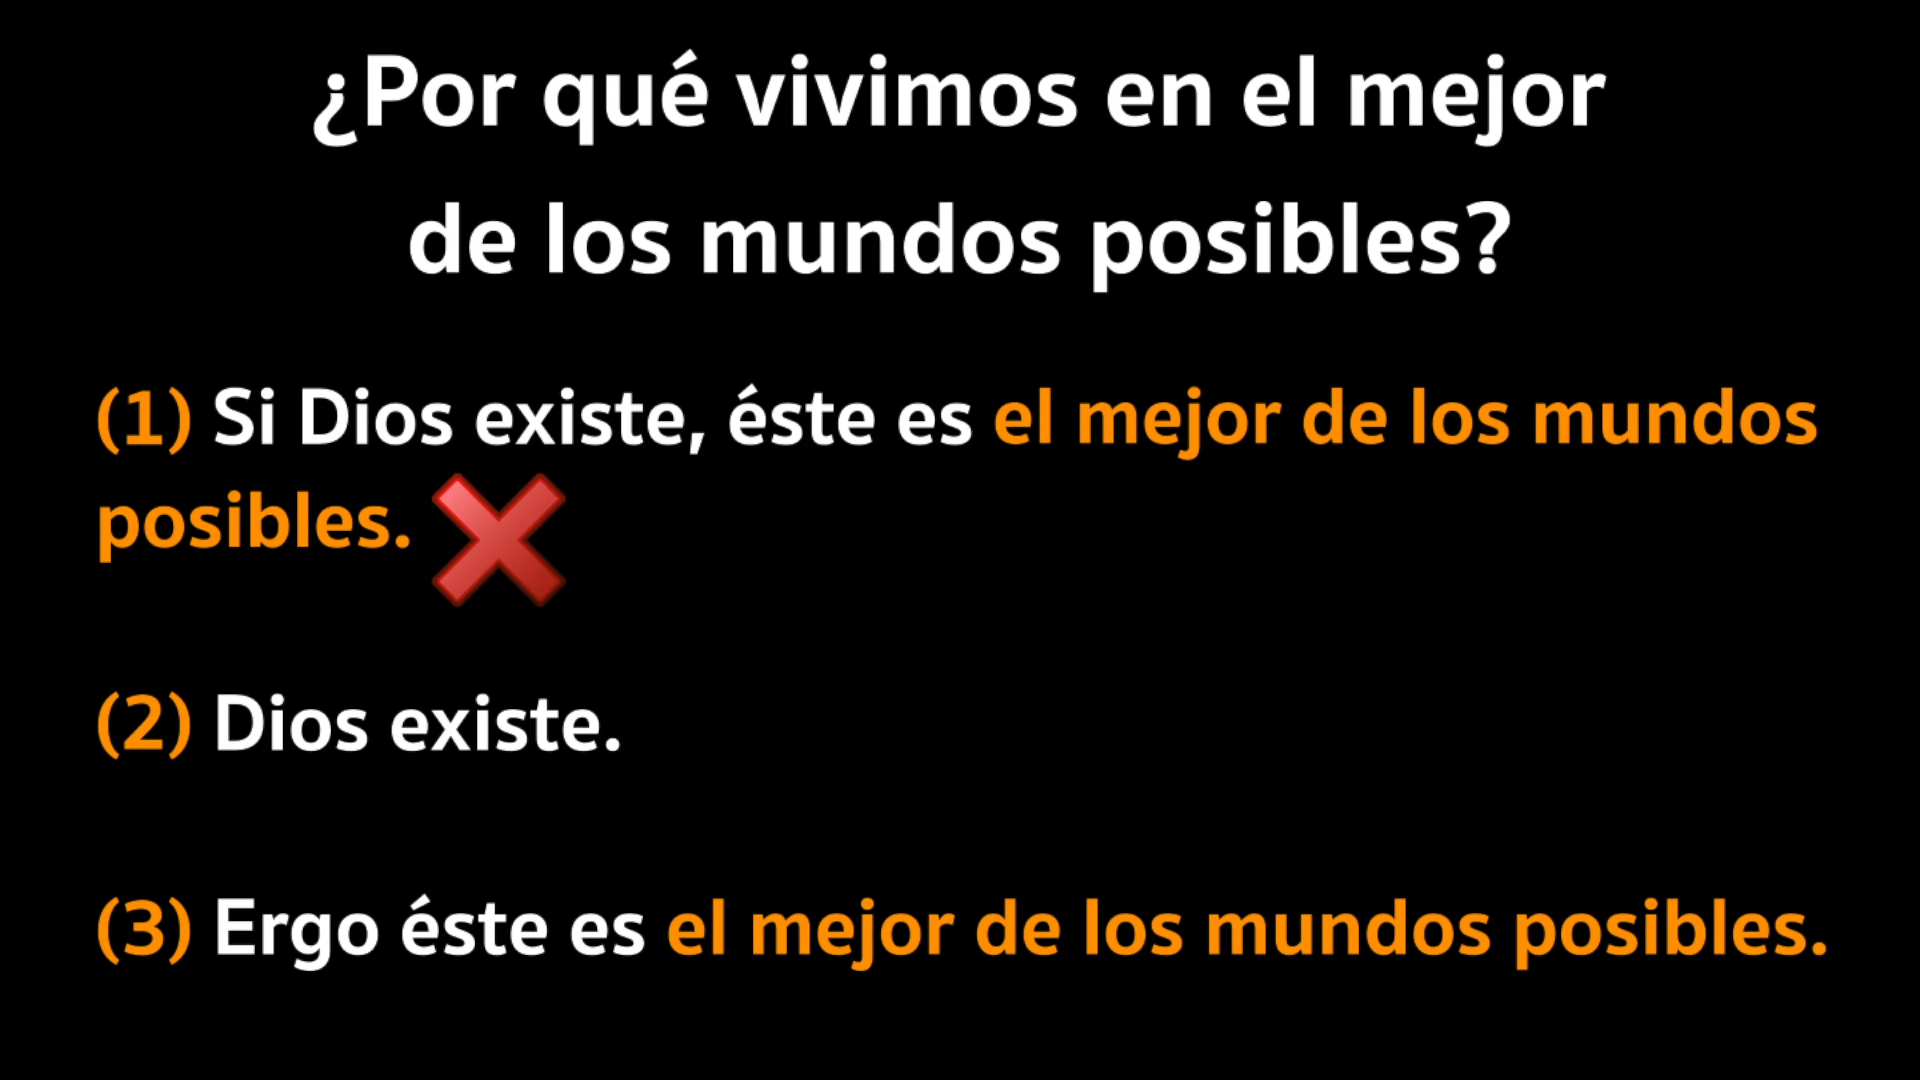 ¿Por qué vivimos en el mejor
de los mundos posibles?
(1) Si Dios existe, éste es el mejor de los mundos
posibles.
(2) Dios existe.
(3) Ergo éste es el mejor de los mundos posibles.